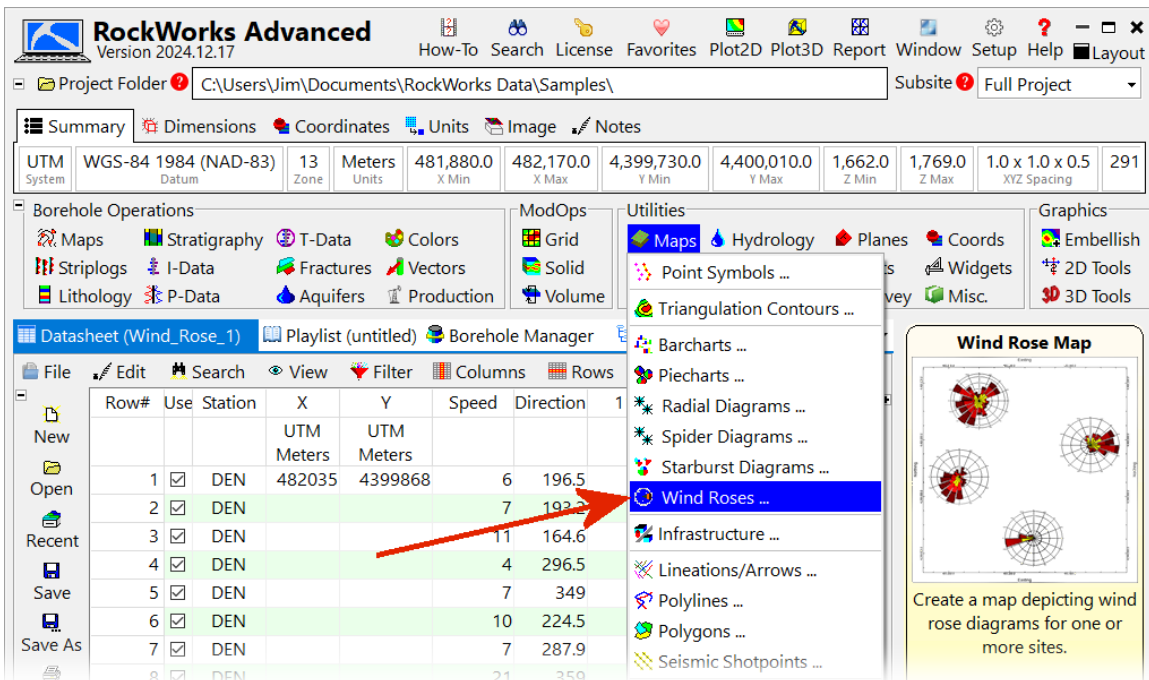 RockWorks Advanced
Version 2024.12.17
How-To Search License Favorites Plot2D Plot3D Report Window Setup Help Layout
Project Folder ? C:\Users\Jim\Documents\RockWorks Data\Samples\ Subsite ? Full Project
Summary Dimensions Coordinates Units Image Notes
UTM WGS-84 1984 (NAD-83) 13 Meters 481,880.0 482,170.0 4,399,730.0 4,400,010.0 1,662.0 1,769.0 1.0 x 1.0 x 0.5 291
System Datum Zone Units X Min X Max Y Min Y Max Z Min Z Max XYZ Spacing
Borehole Operations ModOps Utilities Graphics
Maps Stratigraphy T-Data Colors Grid Maps Hydrology Planes Coords Embellish
Striplogs I-Data Fractures Vectors Solid Widgets 2D Tools
Lithology P-Data Aquifers Production Volume vey Misc. 3D Tools
Datasheet (Wind_Rose_1) Playlist (untitled) Borehole Manager
File Edit Search View Filter Columns Rows
New
Open
Recent
Save
Save As
Row# Use Station X Y Speed Direction 1
UTM UTM
Meters Meters
1 DEN 482035 4399868 6 196.5
2 DEN 7 193.2
3 DEN 11 164.6
4 DEN 4 296.5
5 DEN 7 349
6 DEN 10 224.5
7 DEN 7 287.9
8 DEN 21 359
Point Symbols ...
Triangulation Contours ...
Barcharts ...
Piecharts ...
Radial Diagrams ...
Spider Diagrams ...
Starburst Diagrams ...
Wind Roses ...
Infrastructure ...
Lineations/Arrows ...
Polylines ...
Polygons ...
Seismic Shotpoints ...
Wind Rose Map
Create a map depicting wind
rose diagrams for one or
more sites.